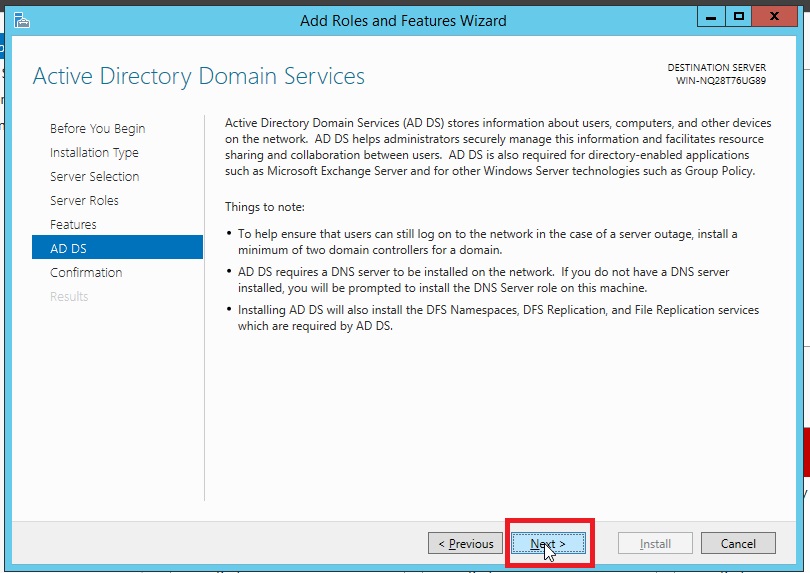 Add Roles and Features Wizard
Active Directory Domain Services
DESTINATION SERVER
WIN-NQ28T76UG89
Before You Begin
Installation Type
Server Selection
Server Roles
Features
AD DS
Confirmation
Results
Active Directory Domain Services (AD DS) stores information about users, computers, and other devices
on the network. AD DS helps administrators securely manage this information and facilitates resource
sharing and collaboration between users. AD DS is also required for directory-enabled applications
such as Microsoft Exchange Server and for other Windows Server technologies such as Group Policy.
Things to note:
• To help ensure that users can still log on to the network in the case of a server outage, install a
minimum of two domain controllers for a domain.
• AD DS requires a DNS server to be installed on the network. If you do not have a DNS server
installed, you will be prompted to install the DNS Server role on this machine.
• Installing AD DS will also install the DFS Namespaces, DFS Replication, and File Replication services
which are required by AD DS.
< Previous
Next >
Install
Cancel